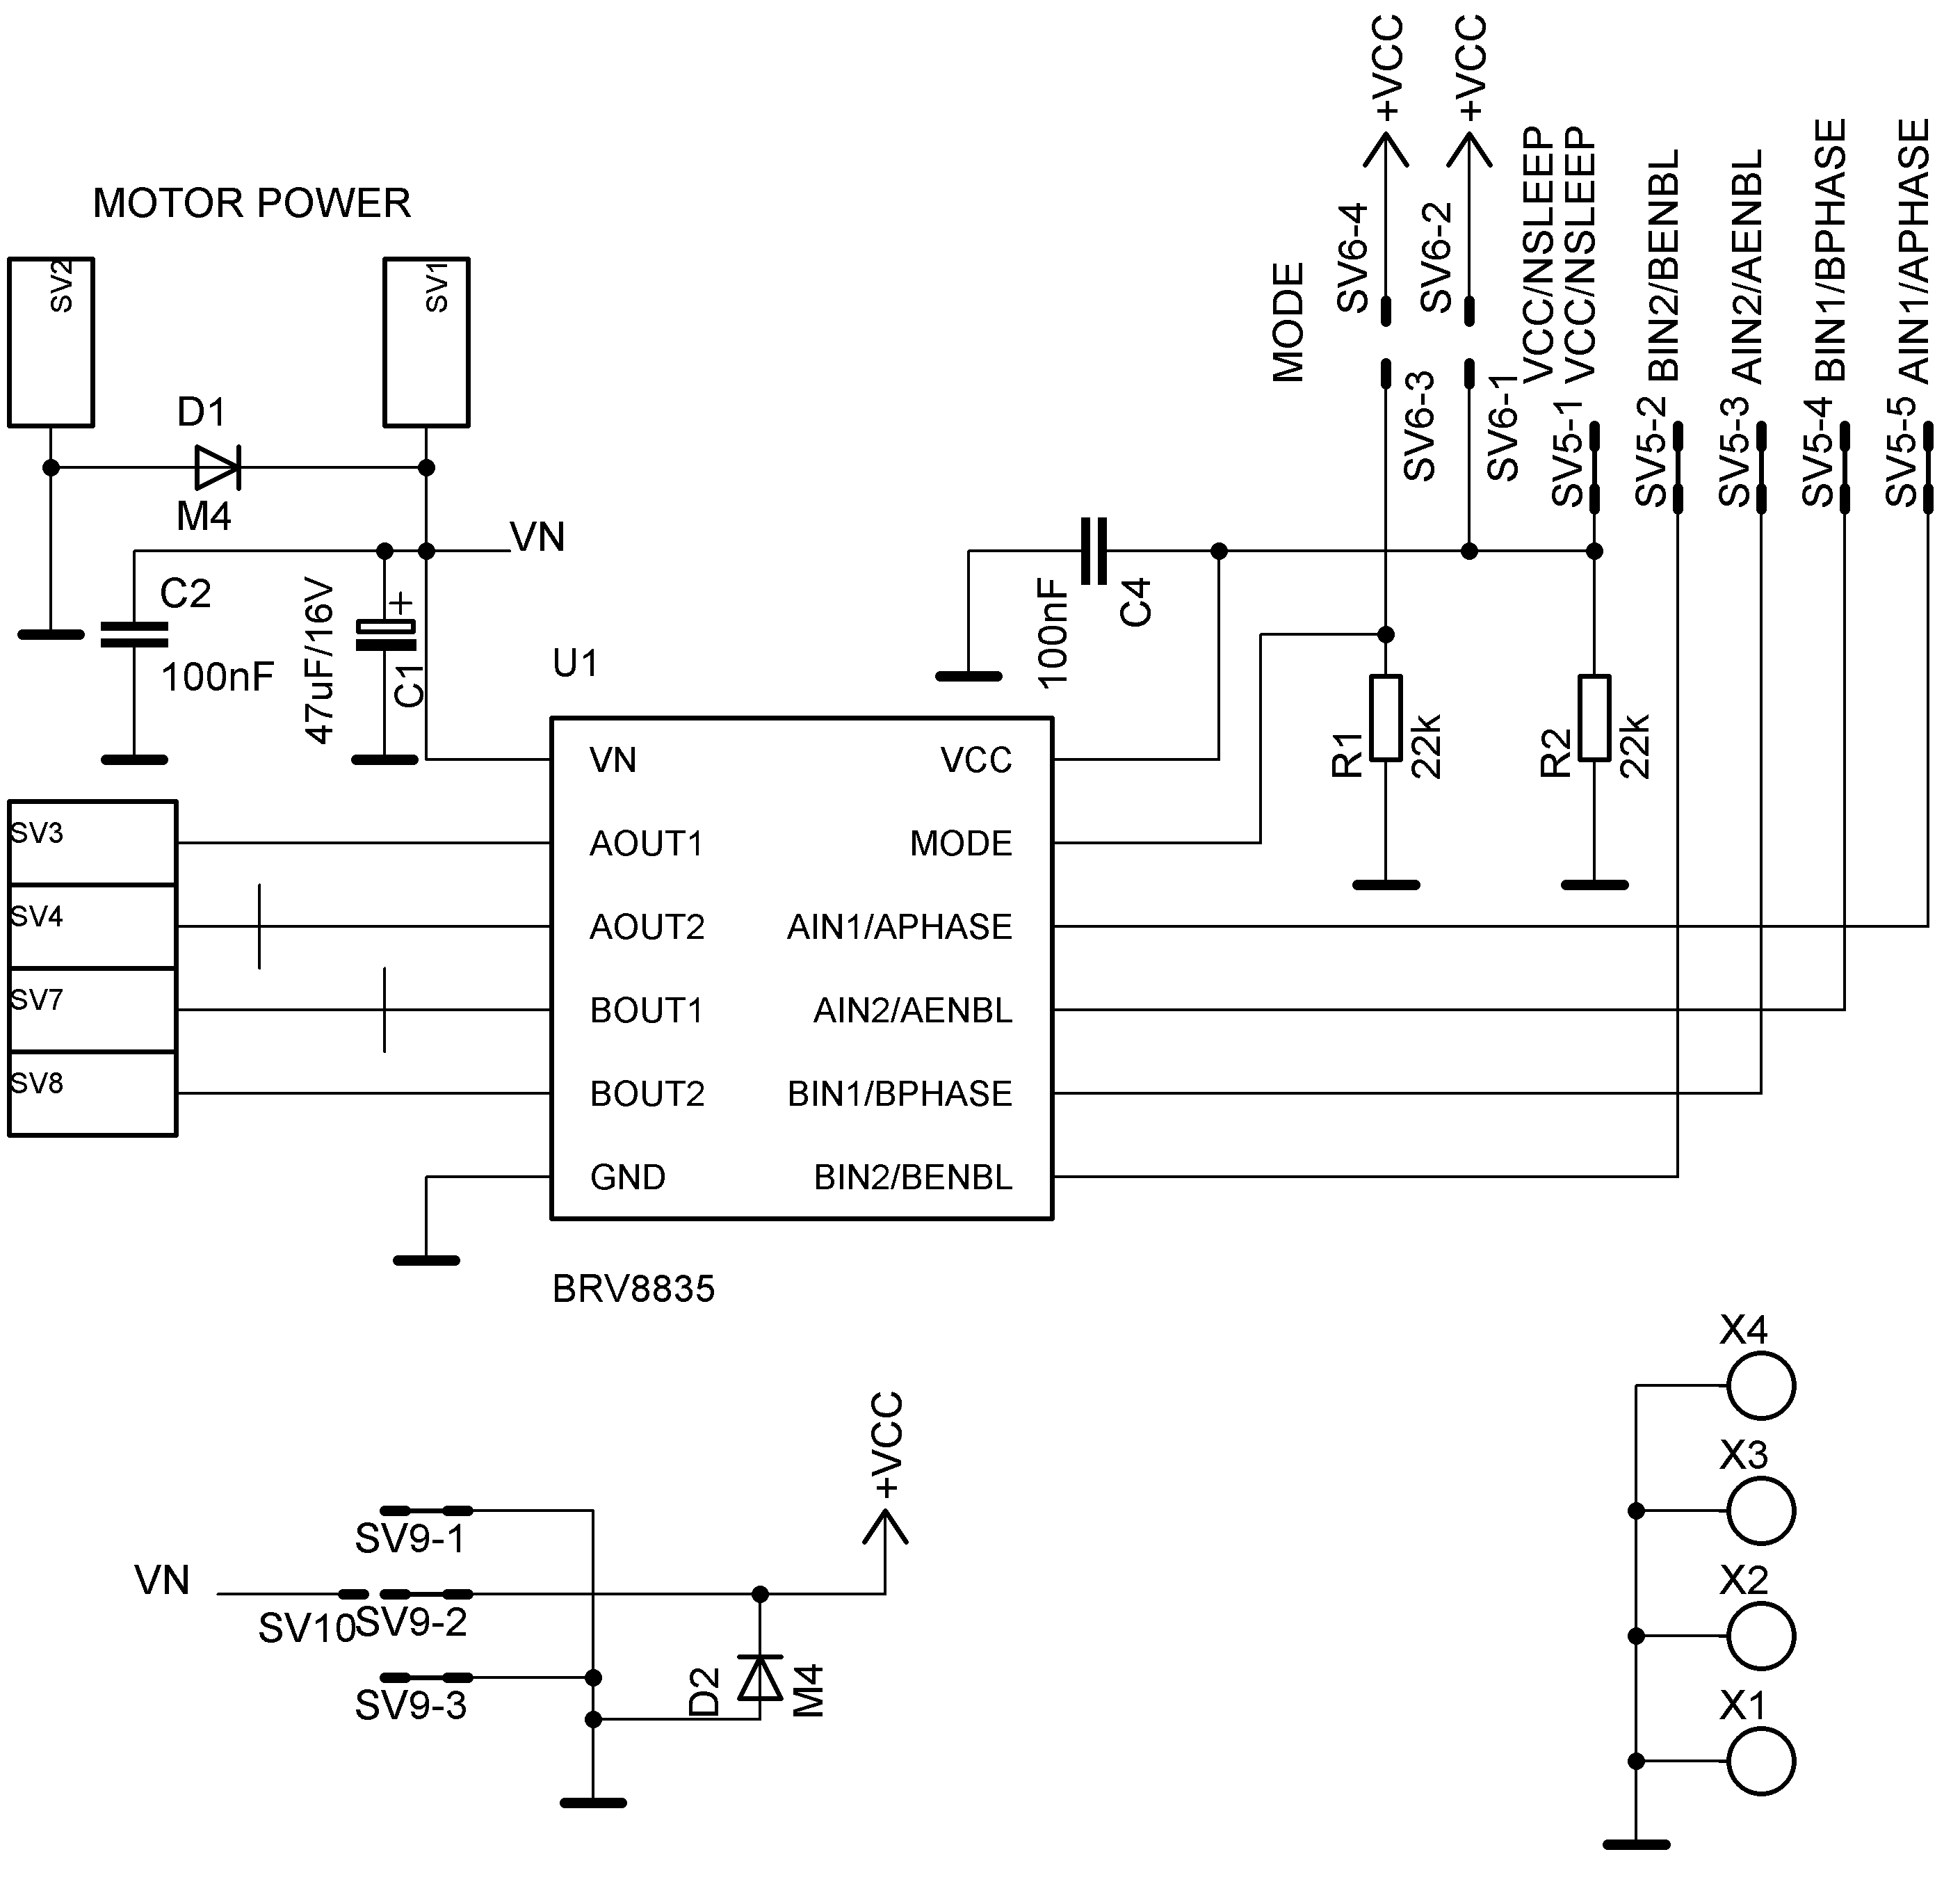 MOTOR POWER
SV2
SV1
D1
M4
VN
C2
100nF
47uF/16V
+
C1
+VCC
+VCC
SV6-4
SV6-2
MODE
SV6-3
SV6-1
VCC/NSLEEP
VCC/NSLEEP
BIN2/BENBL
AIN2/AENBL
BIN1/BPHASE
AIN1/APHASE
SV5-1
SV5-2
SV5-3
SV5-4
SV5-5
100nF
C4
R1
22k
R2
22k
U1
VN
VCC
AOUT1
MODE
AOUT2
AIN1/APHASE
BOUT1
AIN2/AENBL
BOUT2
BIN1/BPHASE
GND
BIN2/BENBL
BRV8835
SV3
SV4
SV7
SV8
+VCC
SV9-1
VN
SV10
SV9-2
SV9-3
D2
M4
X4
X3
X2
X1